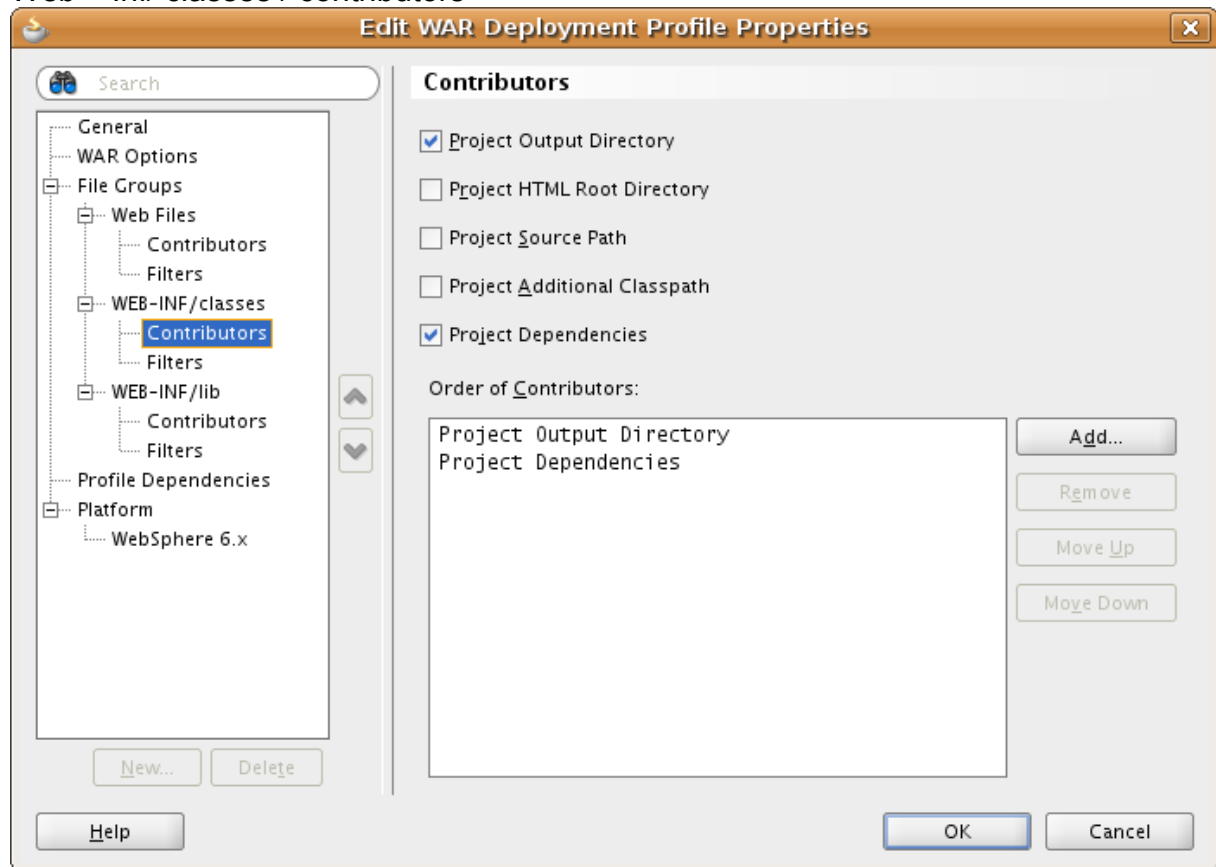 Edit WAR Deployment Profile Properties
Search
General
WAR Options
File Groups
Web Files
Contributors
Filters
WEB-INF/classes
Contributors
Filters
WEB-INF/lib
Contributors
Filters
Profile Dependencies
Platform
WebSphere 6.x
New...
Delete
Contributors
Project Output Directory
Project HTML Root Directory
Project Source Path
Project Additional Classpath
Project Dependencies
Order of Contributors:
Project Output Directory
Project Dependencies
Add...
Remove
Move Up
Move Down
Help
OK
Cancel